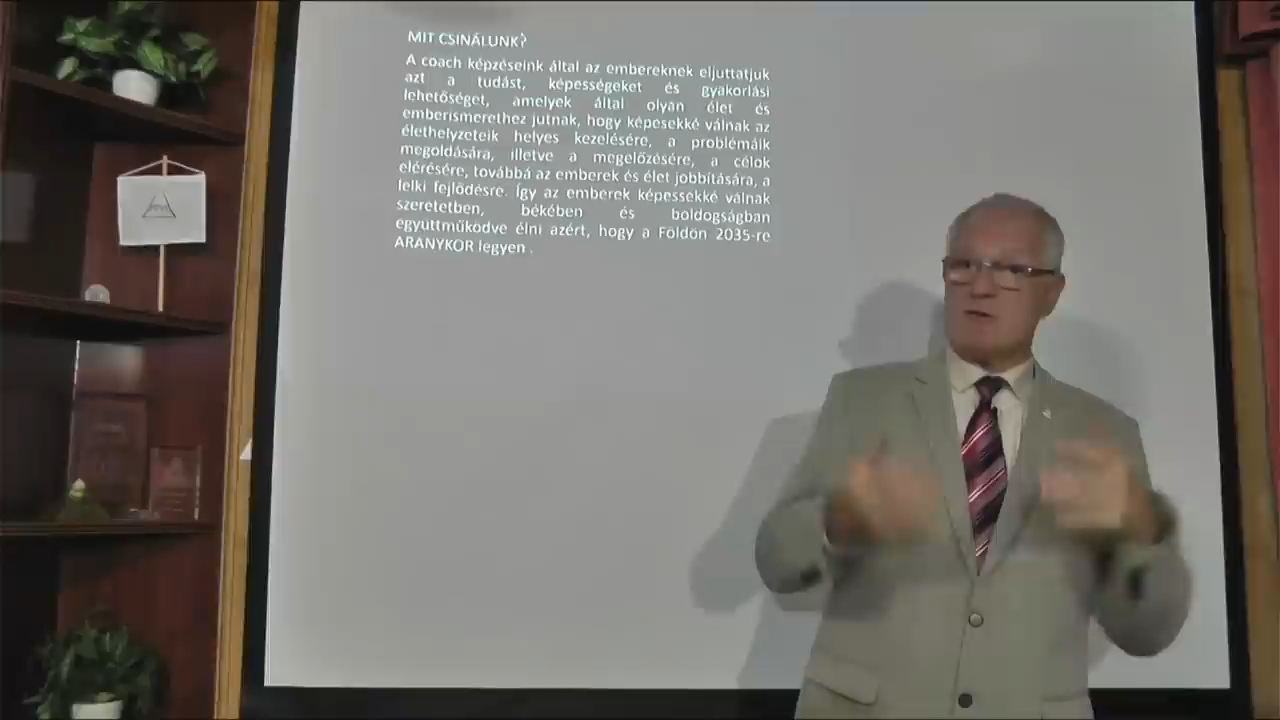 MIT CSINÁLUNK?
A coach képzéseink által az embereknek eljuttatjuk
azt a tudást, képességeket és gyakorlási
lehetőséget, amelyek által olyan élet és
emberismerethez jutnak, hogy képesekké válnak az
élethelyzeteik helyes kezelésére, a problémáik
megoldására, illetve a megelőzésére, a célok
elérésére, továbbá az emberek és élet jobbítására, a
lelki fejlődésre. Így az emberek képessekké válnak
szeretetben, békében és boldogságban
együttműködve élni azért, hogy a Földön 2035-re
ARANYKOR legyen .